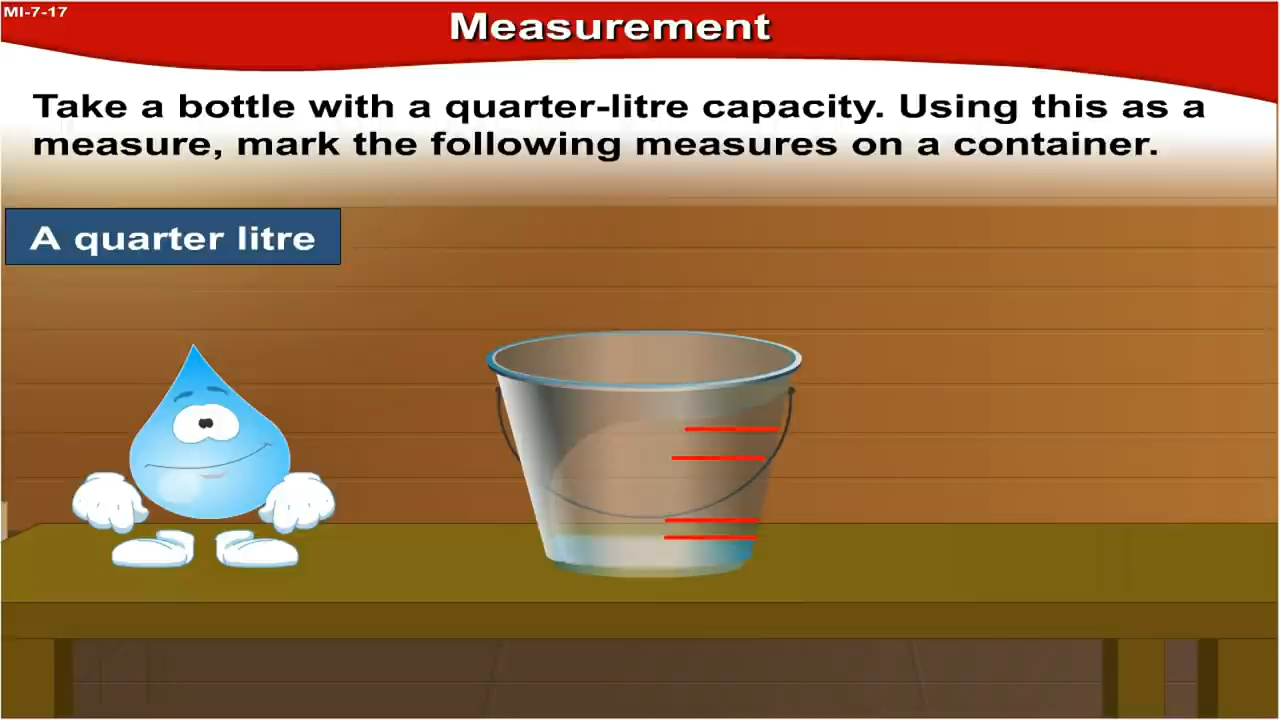 MI-7-17
Measurement
Take a bottle with a quarter-litre capacity. Using this as a
measure, mark the following measures on a container.
A quarter litre